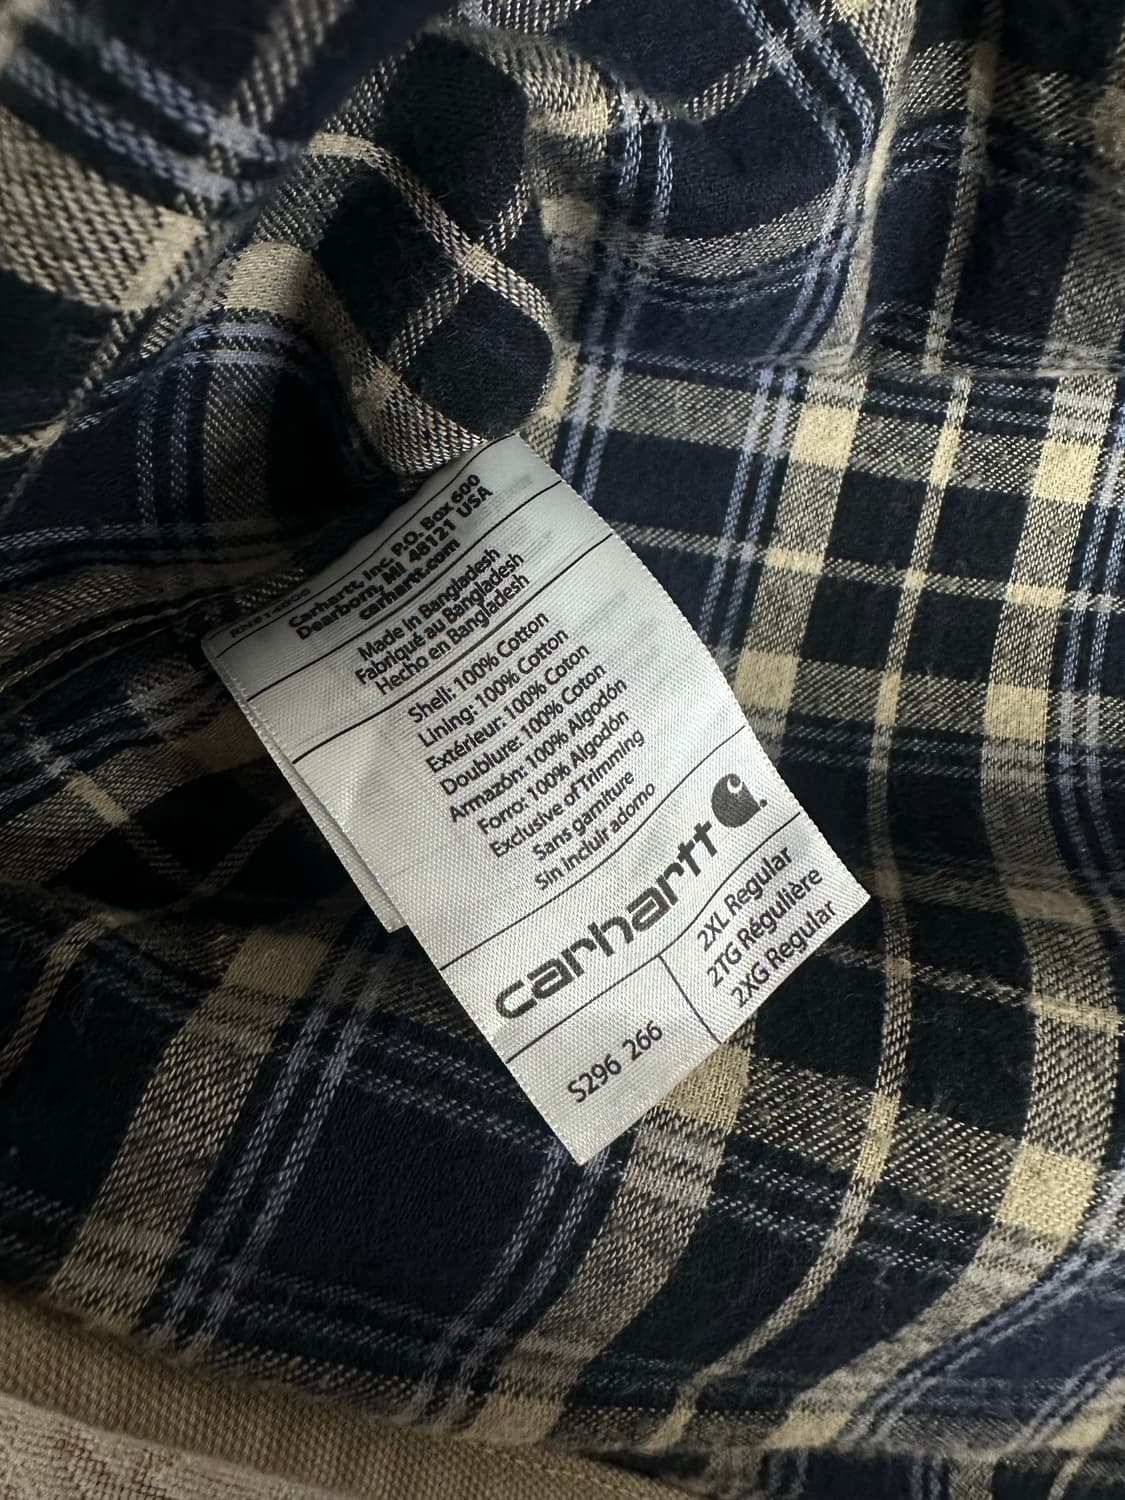 Carhartt, Inc. P.O. Box 600
Dearborn, MI 48121 USA
carhartt.com
Made in Bangladesh
Fabriqué au Bangladesh
Hecho en Bangladesh
Shell: 100% Cotton
Lining: 100% Cotton
Extérieur: 100% Coton
Doublure: 100% Coton
Armazón: 100% Algodón
Forro: 100% Algodón
Exclusive of Trimming
Sans garniture
Sin incluir adorno
carhartt
2XL Regular
2TG Régulière
2XG Regular
S296 266